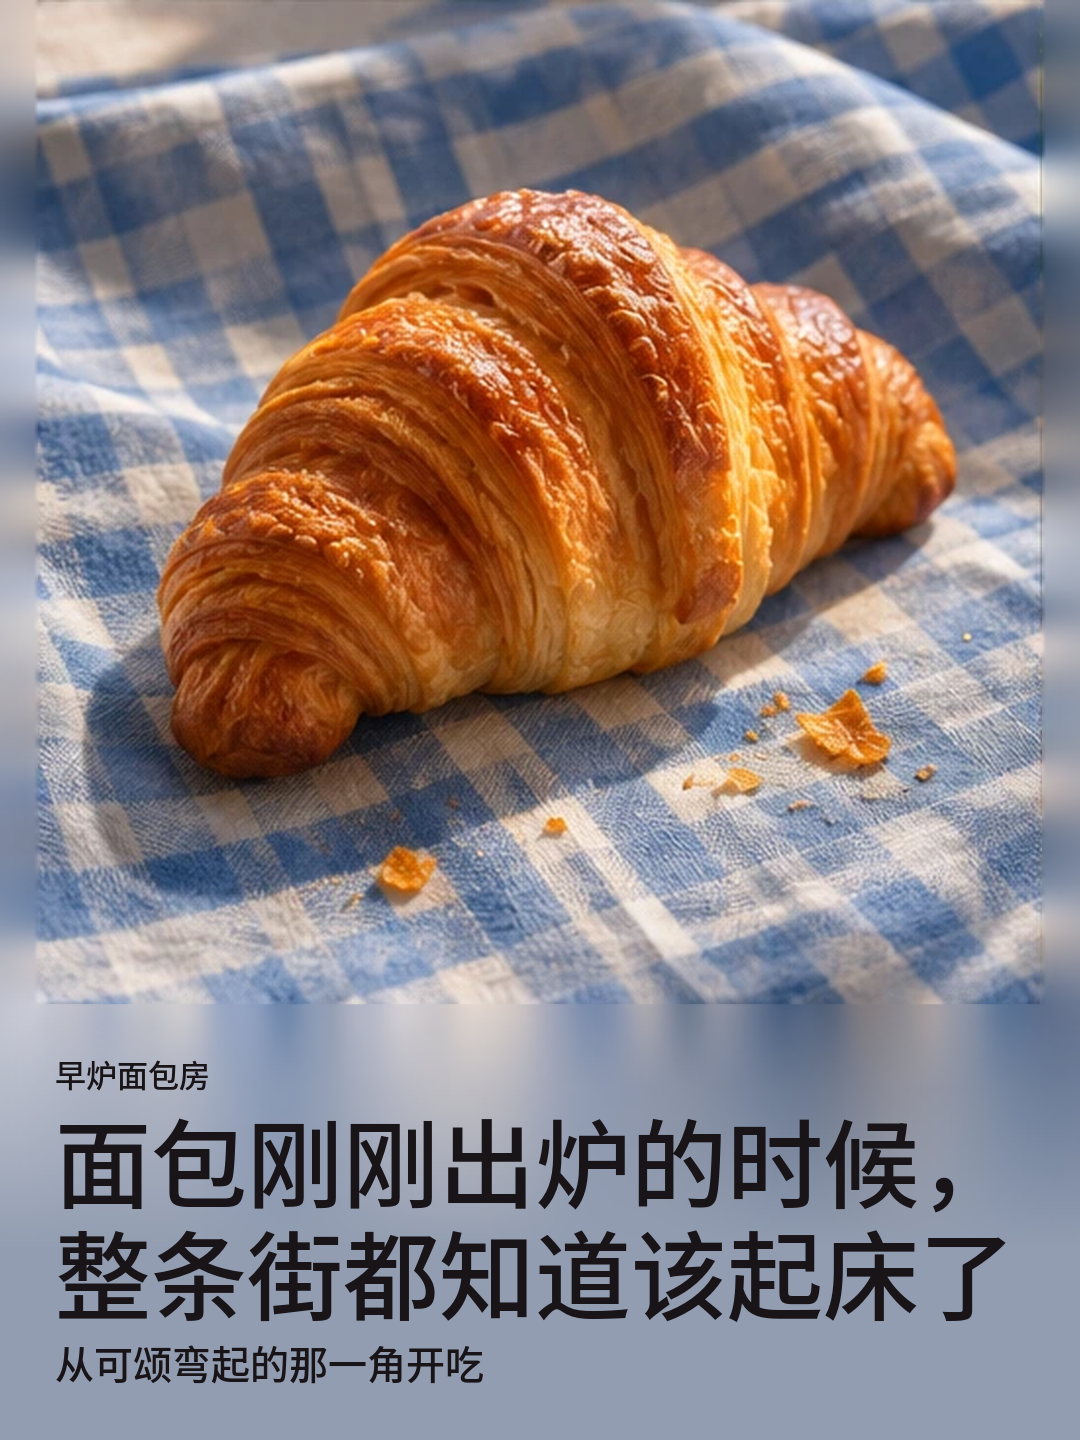 早炉面包房
面包刚刚出炉的时候，
整条街都知道该起床了
从可颂弯起的那一角开吃